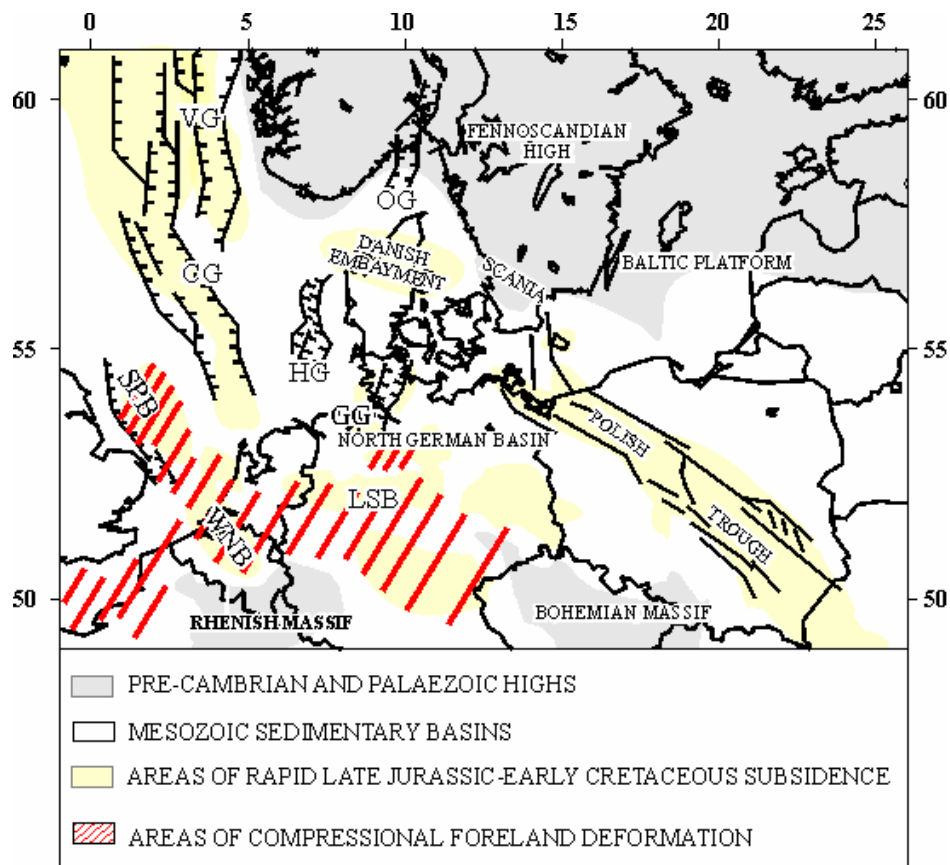 0 5 10 15 20 25
60 60
VG
FENNOSCANDIAN
HIGH
OG
DANISH
EMBAYMENT
SCANIA
BALTIC PLATFORM
CG
55 55
HG
SPB
GG
NORTH GERMAN BASIN
POLISH
LSB
WNB
TROUGH
50 50
RHENISH MASSIF
BOHEMIAN MASSIF
PRE-CAMBRIAN AND PALAEZOIC HIGHS
MESOZOIC SEDIMENTARY BASINS
AREAS OF RAPID LATE JURASSIC-EARLY CRETACEOUS SUBSIDENCE
AREAS OF COMPRESSIONAL FORELAND DEFORMATION